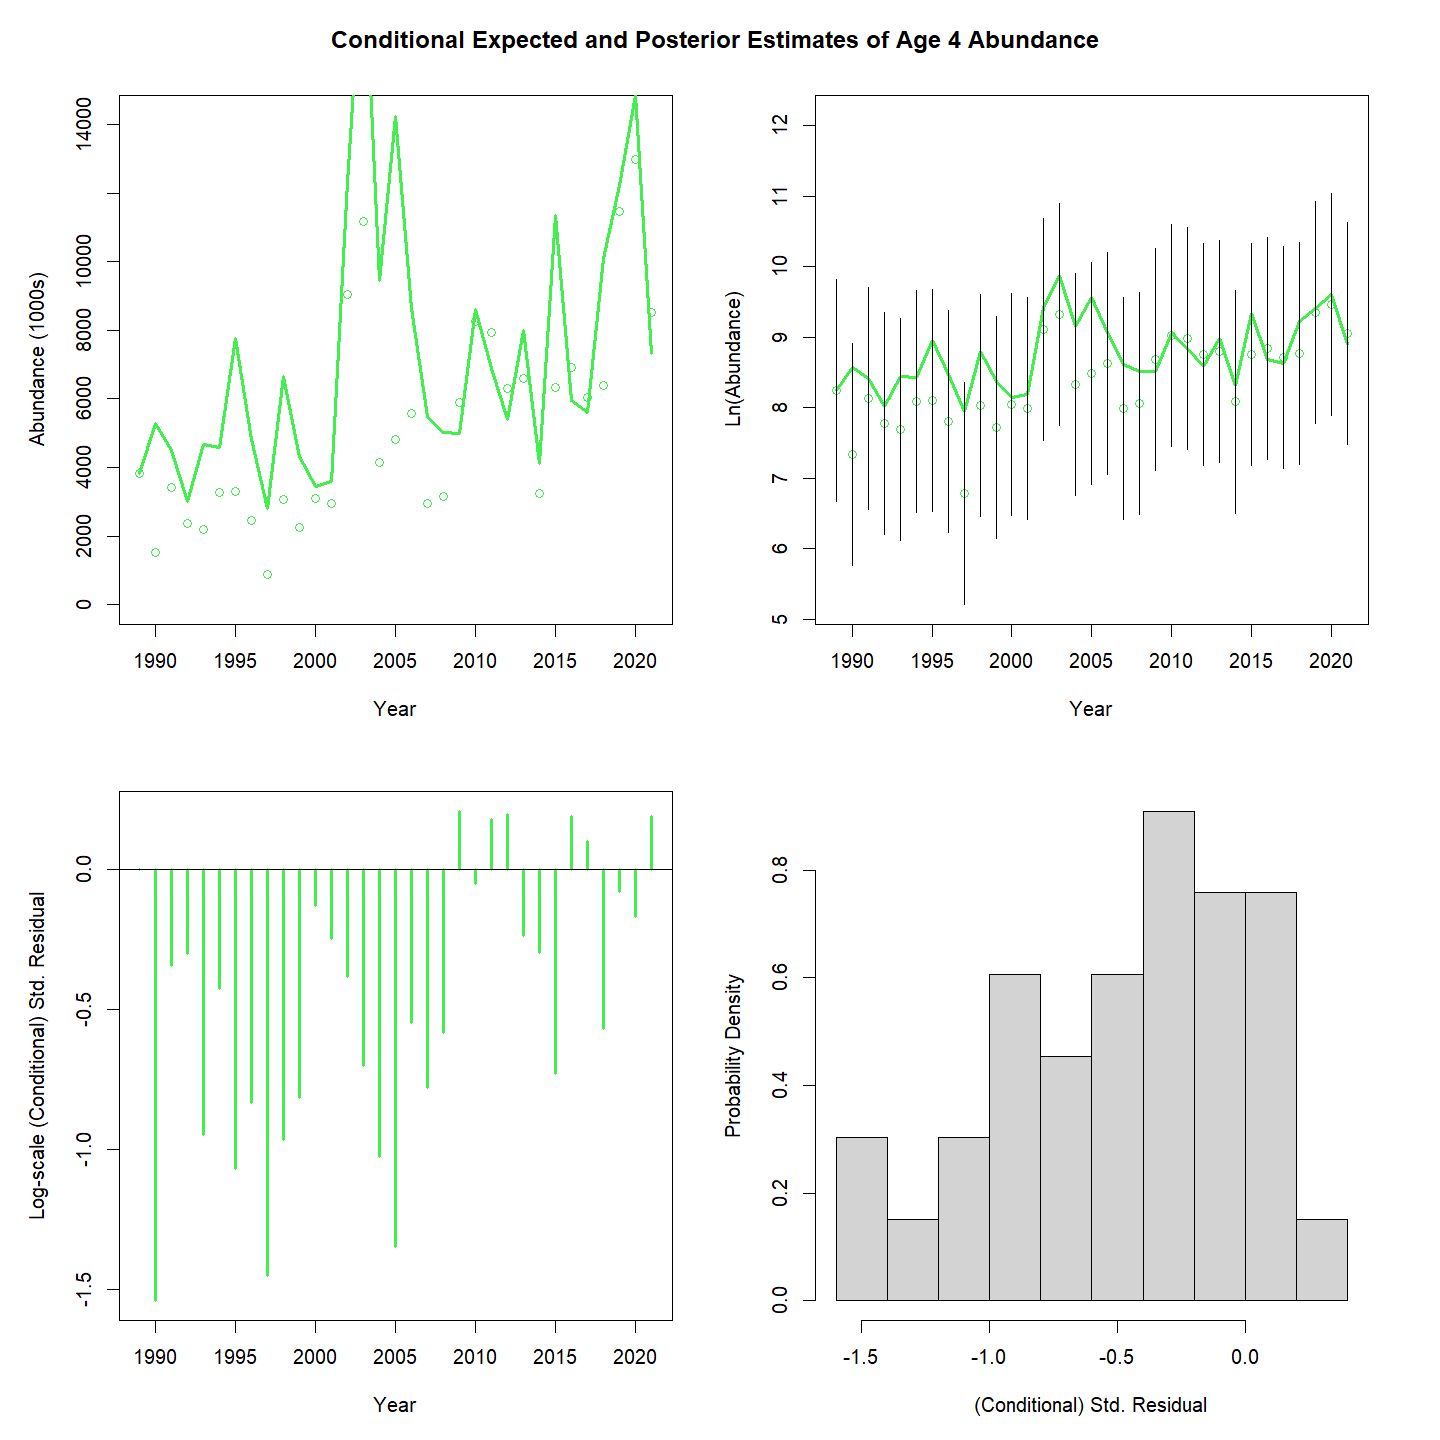 Conditional Expected and Posterior Estimates of Age 4 Abundance
Abundance (1000s)
0 2000 4000 6000 8000 10000 14000
1990 1995 2000 2005 2010 2015 2020
Year
Ln(Abundance)
5 6 7 8 9 10 11 12
1990 1995 2000 2005 2010 2015 2020
Year
Log-scale (Conditional) Std. Residual
-1.5 -1.0 -0.5 0.0
1990 1995 2000 2005 2010 2015 2020
Year
Probability Density
0.0 0.2 0.4 0.6 0.8
-1.5 -1.0 -0.5 0.0
(Conditional) Std. Residual